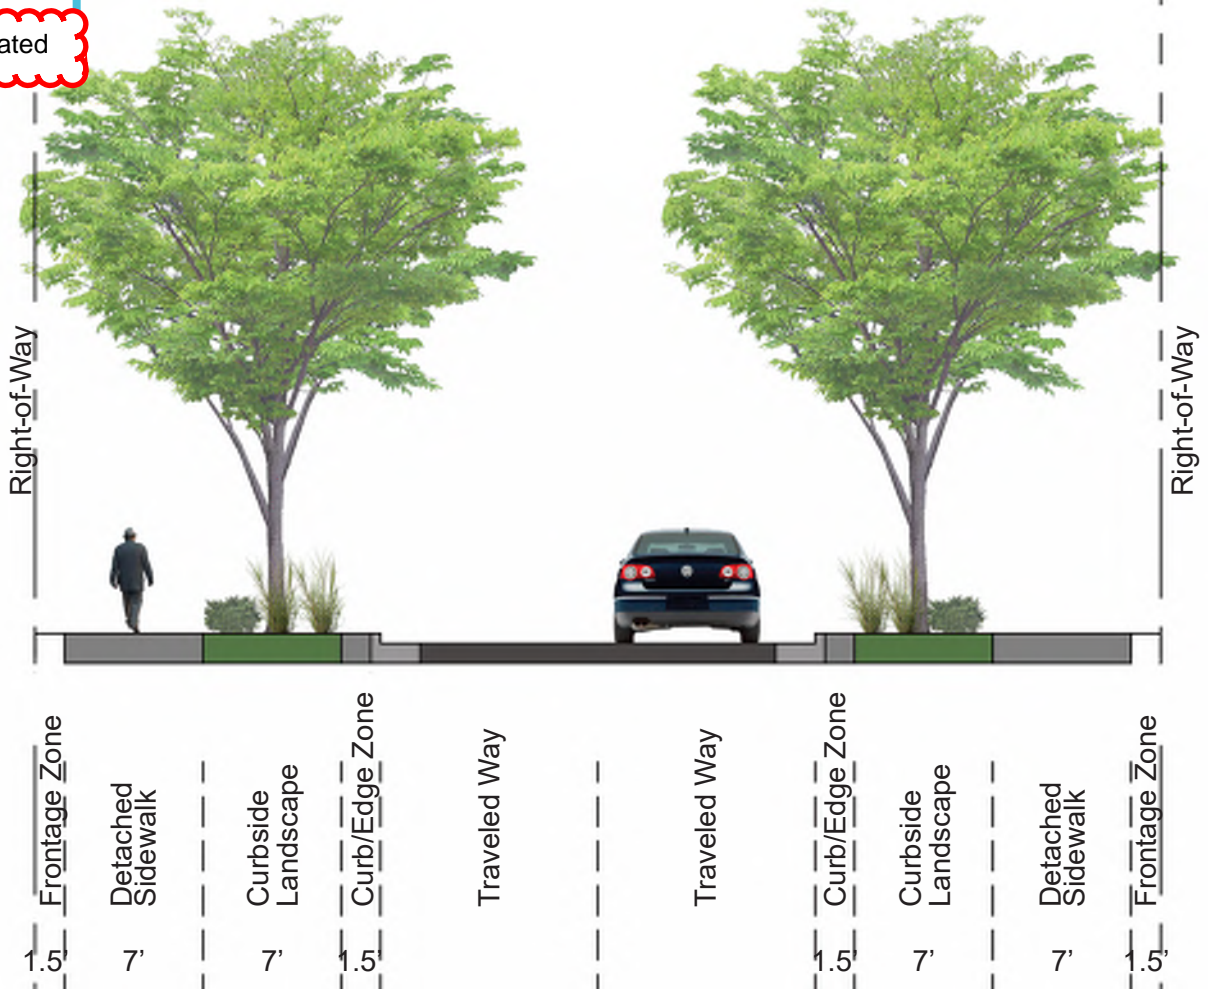 ated
Right-of-Way
Right-of-Way
Frontage Zone
Detached
Sidewalk
Curbside
Landscape
Curb/Edge Zone
Traveled Way
Traveled Way
Curb/Edge Zone
Curbside
Landscape
Detached
Sidewalk
Frontage Zone
1.5’
7’
7’
1.5’
1.5’
7’
7’
1.5’